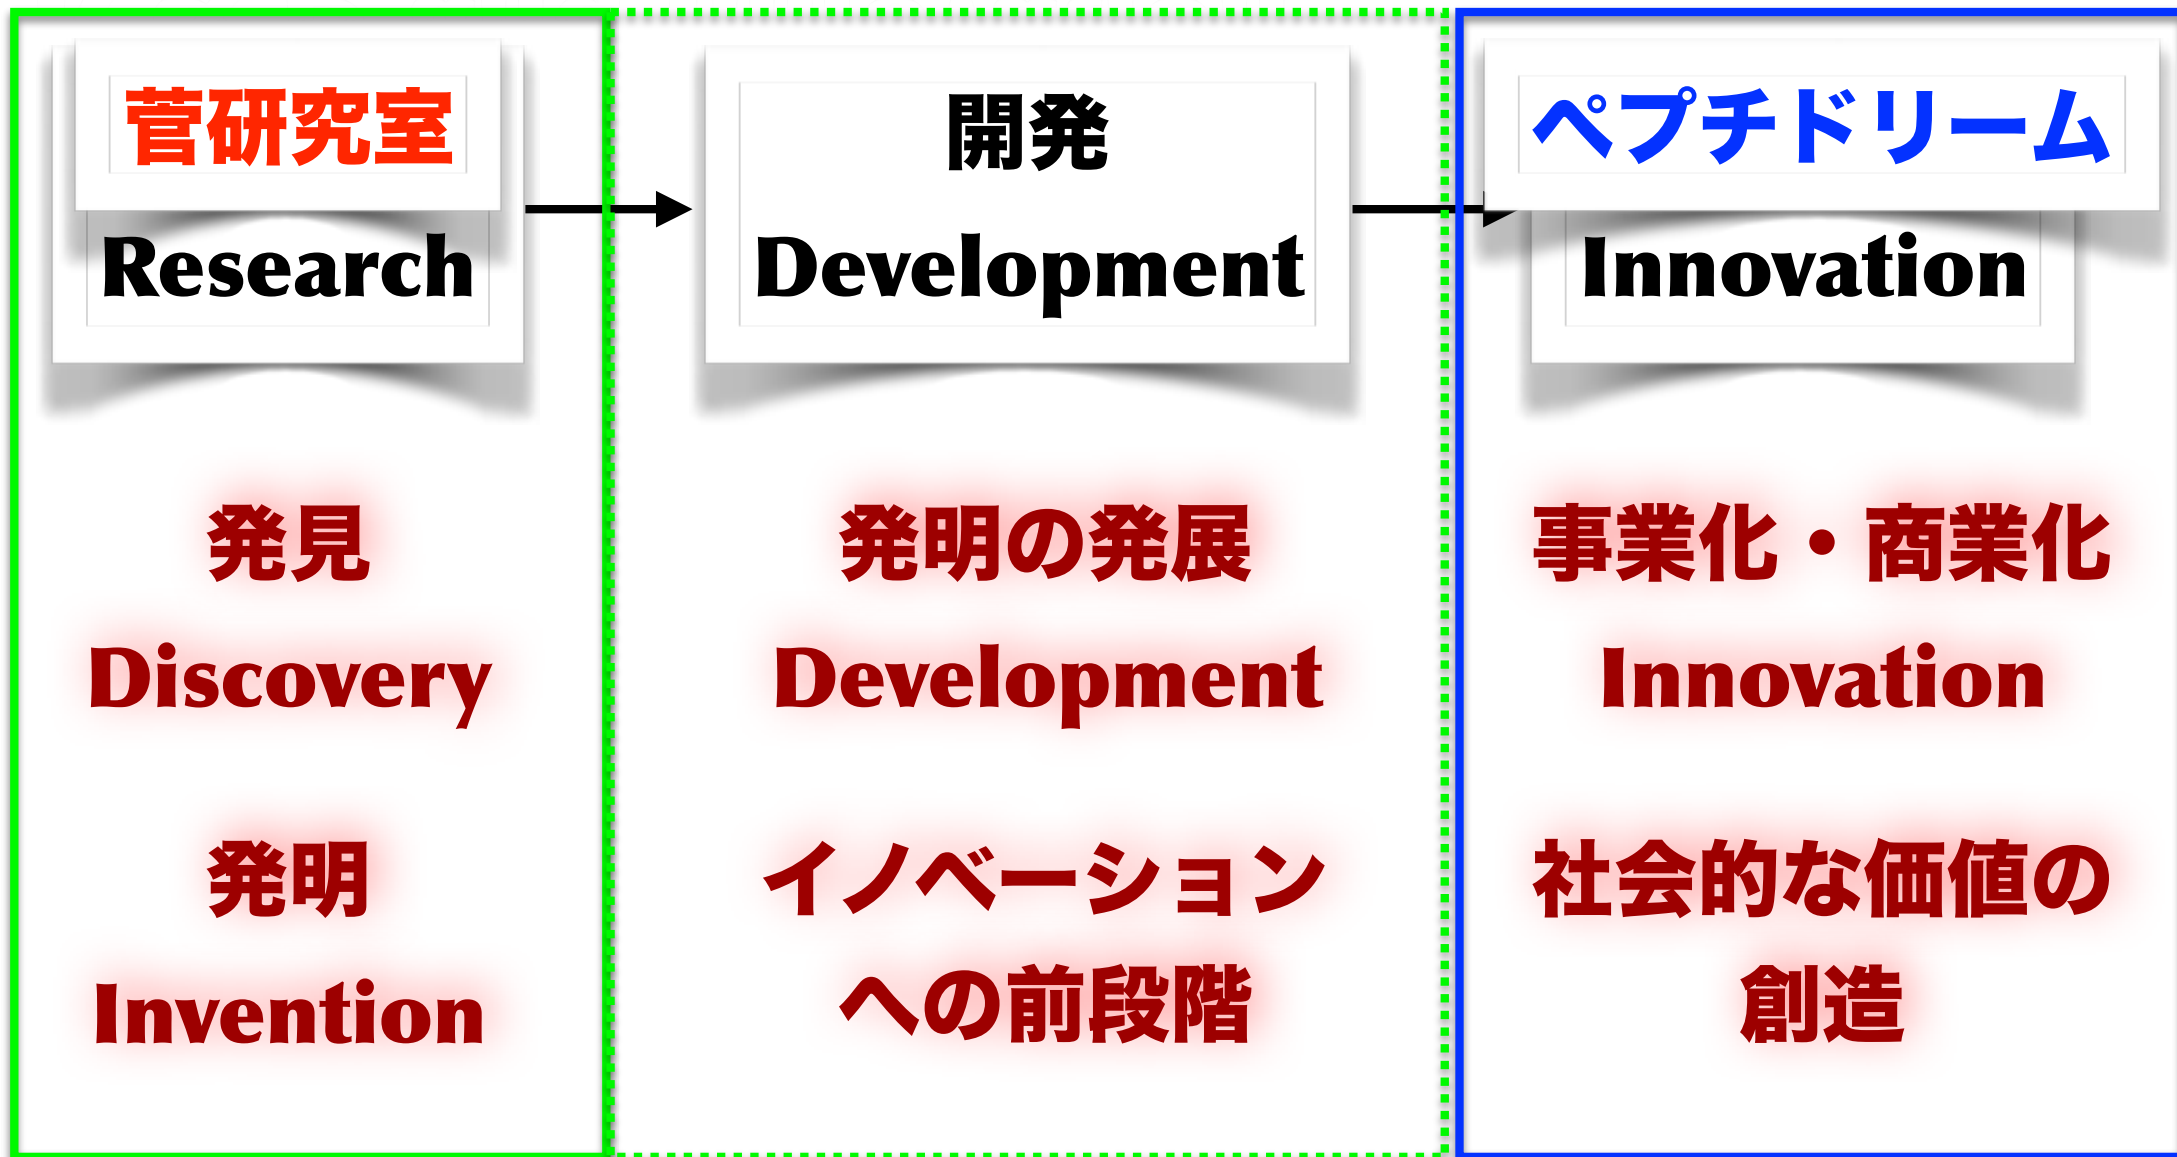 菅研究室
Research
発見
Discovery
発明
Invention
開発
Development
発明の発展
Development
イノベーション
への前段階
ペプチドリーム
Innovation
事業化・商業化
Innovation
社会的な価値の
創造